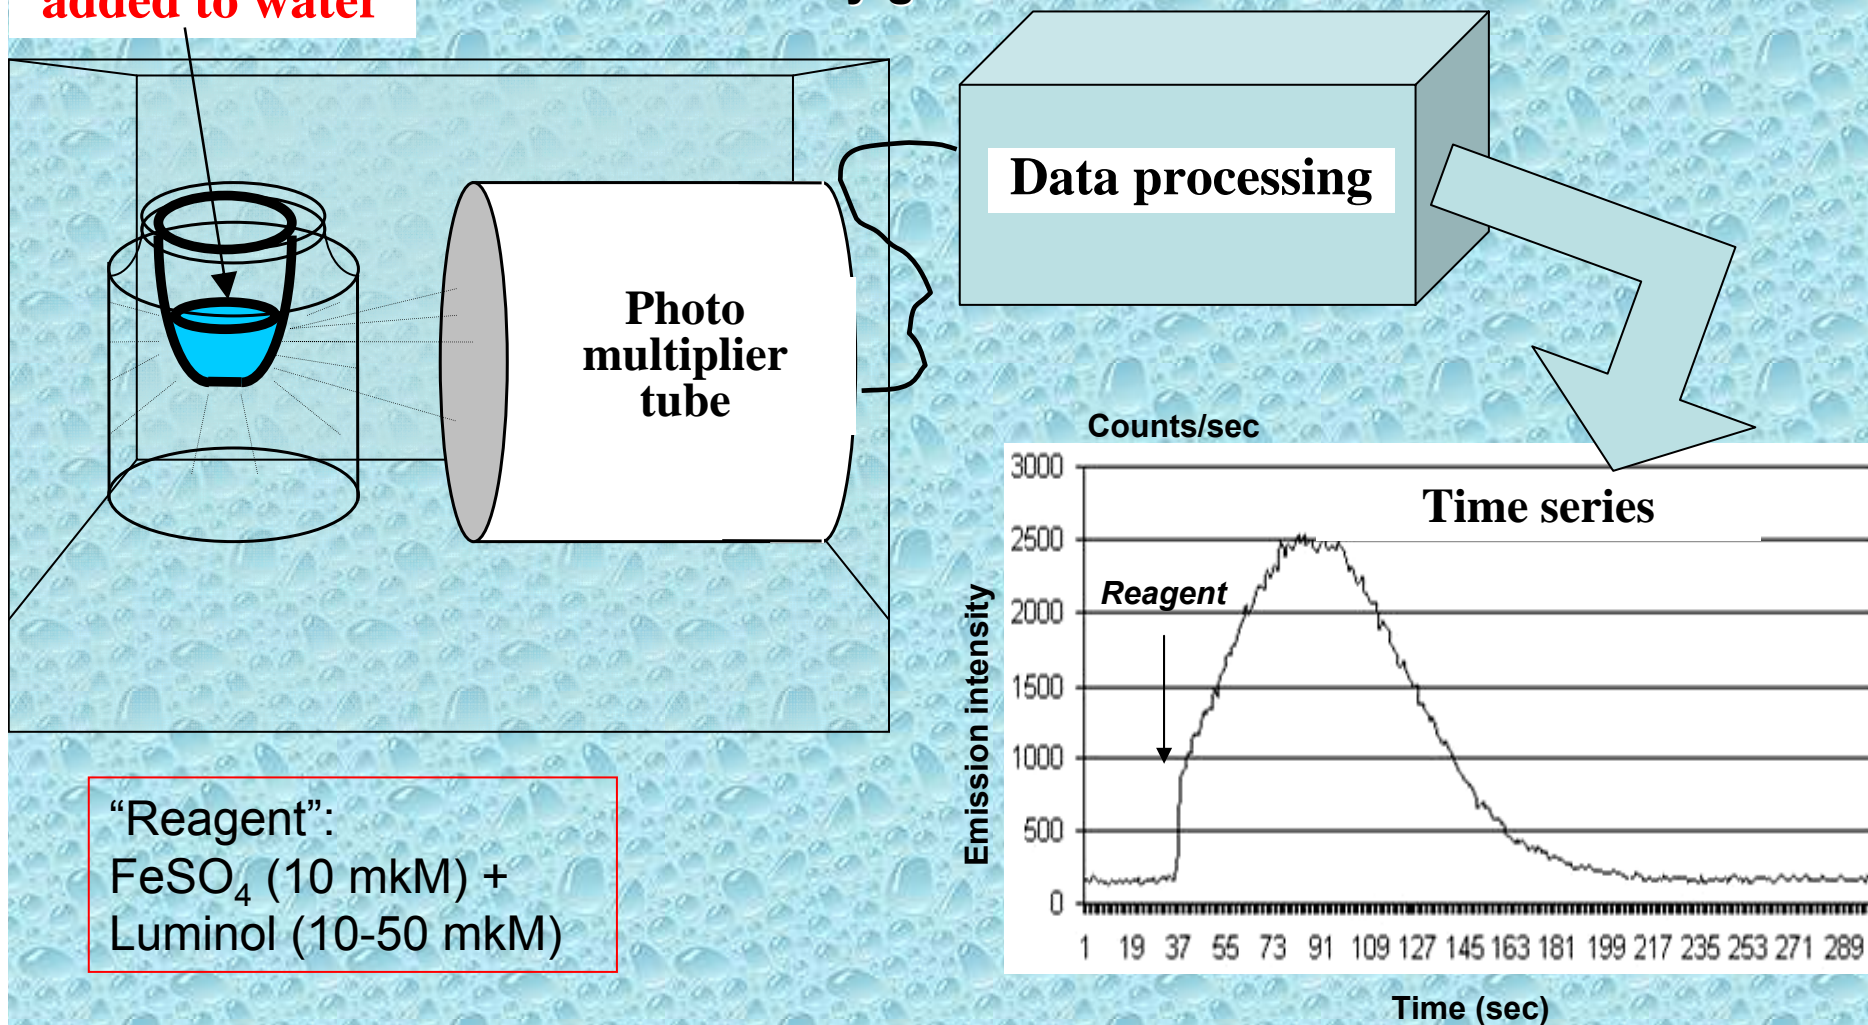 added to water
Data processing
Photo
multiplier
tube
Counts/sec
3000
Time series
2500
Reagent
2000
1500
1000
500
0
Emission intensity
1 19 37 55 73 91 109 127 145 163 181 199 217 235 253 271 289
Time (sec)
“Reagent”:
FeSO₄ (10 mkM) +
Luminol (10-50 mkM)